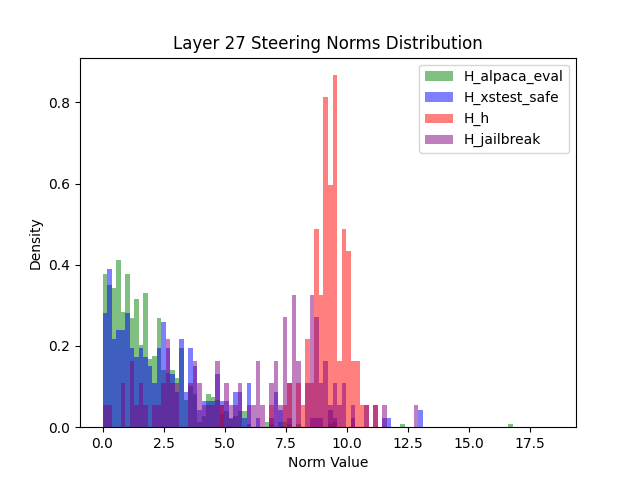 Layer 27 Steering Norms Distribution
H_alpaca_eval
H_xstest_safe
H_h
H_jailbreak
Density
0.8
0.6
0.4
0.2
0.0
0.0 2.5 5.0 7.5 10.0 12.5 15.0 17.5
Norm Value